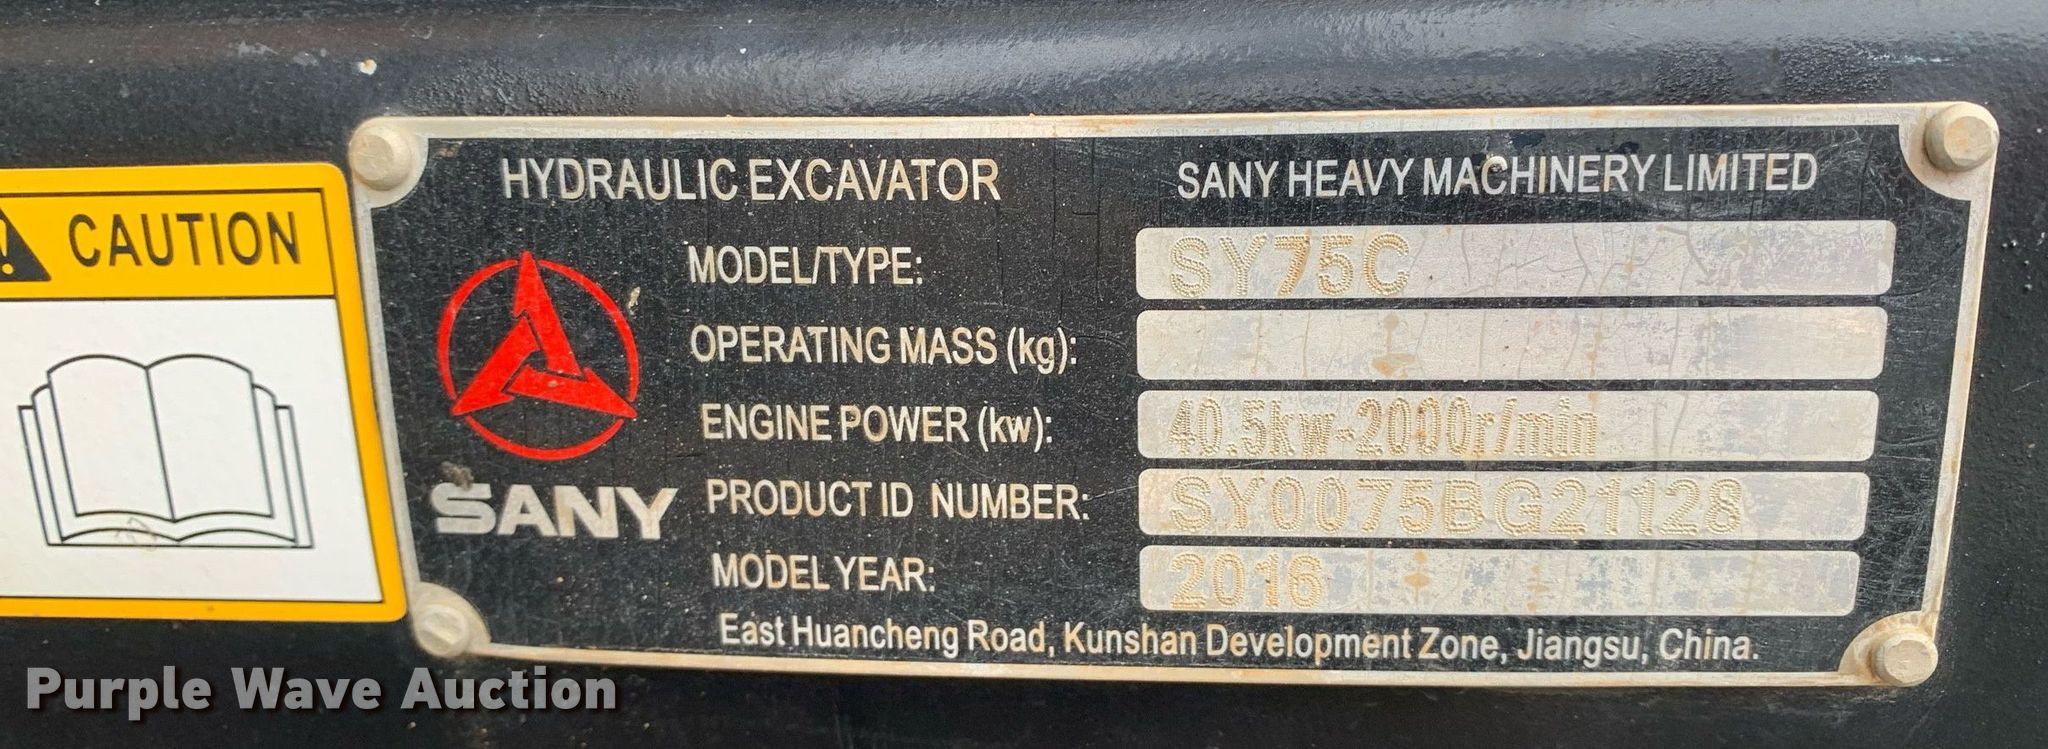 HYDRAULIC EXCAVATOR
SANY HEAVY MACHINERY LIMITED
CAUTION
MODEL/TYPE: SY75C
OPERATING MASS (kg):
ENGINE POWER (kw): 40.5kw-2000r/min
SANY
PRODUCT ID NUMBER: SY0075BG21128
MODEL YEAR: 2016
East Huancheng Road, Kunshan Development Zone, Jiangsu, China.
Purple Wave Auction